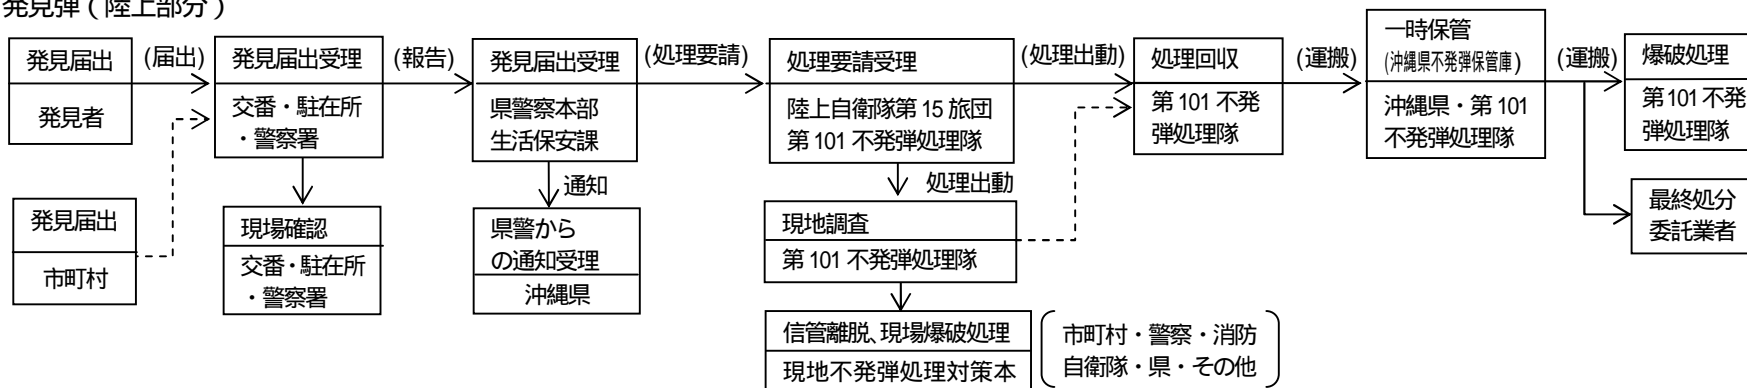 発見弾（陸上部分）
発見届出
発見者
(届出)
発見届出受理
交番・駐在所
・警察署
(報告)
発見届出受理
県警察本部
生活保安課
(処理要請)
処理要請受理
陸上自衛隊第15旅団
第101不発弾処理隊
(処理出動)
処理回収
第101不発
弾処理隊
(運搬)
一時保管
(沖縄県不発弾保管庫)
沖縄県・第101
不発弾処理隊
(運搬)
爆破処理
第101不発
弾処理隊
発見届出
市町村
現場確認
交番・駐在所
・警察署
通知
県警から
の通知受理
沖縄県
処理出動
現地調査
第101不発弾処理隊
最終処分
委託業者
信管離脱、現場爆破処理
現地不発弾処理対策本
市町村・警察・消防
自衛隊・県・その他